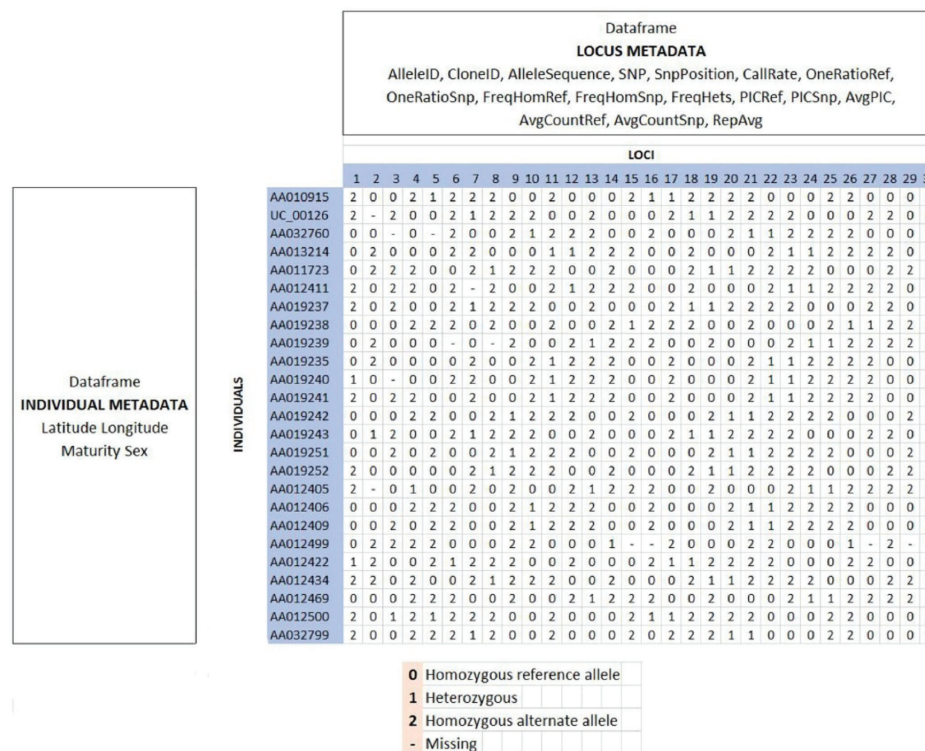 Dataframe
LOCUS METADATA
AlleleID, CloneID, AlleleSequence, SNP, SnpPosition, CallRate, OneRatioRef,
OneRatioSnp, FreqHomRef, FreqHomSnp, FreqHets, PICRef, PICSnp, AvgPIC,
AvgCountRef, AvgCountSnp, RepAvg
LOCI
1 2 3 4 5 6 7 8 9 10 11 12 13 14 15 16 17 18 19 20 21 22 23 24 25 26 27 28 29
Dataframe
INDIVIDUAL METADATA
Latitude Longitude
Maturity Sex
INDIVIDUALS
AA010915 2 0 0 2 1 2 2 2 0 0 2 0 0 0 2 1 1 2 2 2 2 0 0 0 2 2 0 0 0
UC_00126 2 - 2 0 0 2 1 2 2 2 0 0 2 0 0 0 2 1 1 2 2 2 2 0 0 0 2 2 0
AA032760 0 0 - 0 - 2 0 0 2 1 2 2 2 0 0 2 0 0 0 2 1 1 2 2 2 2 0 0 0
AA013214 0 2 0 0 0 2 2 0 0 0 1 1 2 2 2 0 0 2 0 0 0 2 1 1 2 2 2 2 0
AA011723 0 2 2 2 0 0 2 1 2 2 2 0 0 2 0 0 0 2 1 1 2 2 2 2 0 0 0 2 2
AA012411 2 0 2 2 0 2 - 2 0 0 2 1 2 2 2 0 0 2 0 0 0 2 1 1 2 2 2 2 0
AA019237 2 0 2 0 0 2 1 2 2 2 0 0 2 0 0 0 2 1 1 2 2 2 2 0 0 0 2 2 0
AA019238 0 0 0 2 2 2 0 2 0 0 2 0 0 2 1 2 2 2 0 0 2 0 0 0 2 1 1 2 2
AA019239 0 2 0 0 0 - 0 - 2 0 0 2 1 2 2 2 0 0 2 0 0 0 2 1 1 2 2 2 2
AA019235 0 2 0 0 0 0 2 0 0 2 1 2 2 2 0 0 2 0 0 0 2 1 1 2 2 2 2 0 0
AA019240 1 0 - 0 0 2 2 0 0 2 1 2 2 2 0 0 2 0 0 0 2 1 1 2 2 2 2 0 0
AA019241 2 0 2 2 0 0 2 0 0 2 1 2 2 2 0 0 2 0 0 0 2 1 1 2 2 2 2 0 0
AA019242 0 0 0 2 2 0 0 2 1 2 2 2 0 0 2 0 0 0 2 1 1 2 2 2 2 0 0 0 2
AA019243 0 1 2 0 0 2 1 2 2 2 0 0 2 0 0 0 2 1 1 2 2 2 2 0 0 0 2 2 0
AA019251 0 0 2 0 2 0 0 2 1 2 2 2 0 0 2 0 0 0 2 1 1 2 2 2 2 0 0 0 2
AA019252 2 0 0 0 0 0 2 1 2 2 2 0 0 2 0 0 0 2 1 1 2 2 2 2 0 0 0 2 2
AA012405 2 - 0 1 0 0 2 0 2 0 0 2 1 2 2 2 0 0 2 0 0 0 2 1 1 2 2 2 2
AA012406 0 0 0 2 2 2 0 0 2 1 2 2 2 0 0 2 0 0 0 2 1 1 2 2 2 2 0 0 0
AA012409 0 0 2 0 2 2 0 0 2 1 2 2 2 0 0 2 0 0 0 2 1 1 2 2 2 2 0 0 0
AA012499 0 2 2 2 2 0 0 0 2 2 0 0 0 1 - - 2 0 0 0 2 2 0 0 0 1 - 2 -
AA012422 1 2 0 0 2 1 2 2 2 0 0 2 0 0 0 2 1 1 2 2 2 2 0 0 0 2 2 0 0
AA012434 2 2 0 2 0 0 2 1 2 2 2 0 0 2 0 0 0 2 1 1 2 2 2 2 0 0 0 2 2
AA012469 0 0 0 2 2 2 2 0 2 0 0 2 1 2 2 2 0 0 2 0 0 0 2 1 1 2 2 2 2
AA012500 2 0 1 2 1 2 2 2 0 0 2 0 0 0 2 1 1 2 2 2 2 0 0 0 2 2 0 0 0
AA032799 2 0 0 2 2 2 1 2 0 0 2 0 0 0 2 0 2 2 2 1 1 0 0 0 2 2 0 0 0
0 Homozygous reference allele
1 Heterozygous
2 Homozygous alternate allele
- Missing